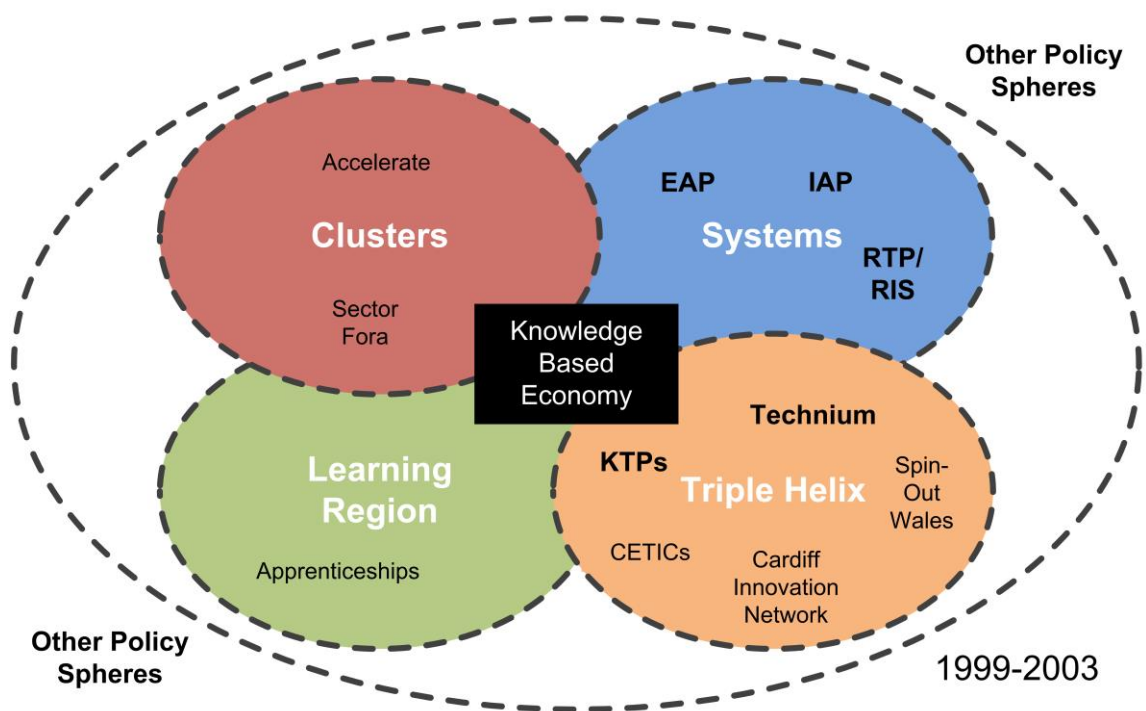 Other Policy
Spheres
Accelerate
Clusters
Sector
Fora
EAP
IAP
Systems
RTP/
RIS
Knowledge
Based
Economy
Learning
Region
Apprenticeships
Technium
KTPs
Triple Helix
Spin-
Out
Wales
CETICs
Cardiff
Innovation
Network
Other Policy
Spheres
1999-2003